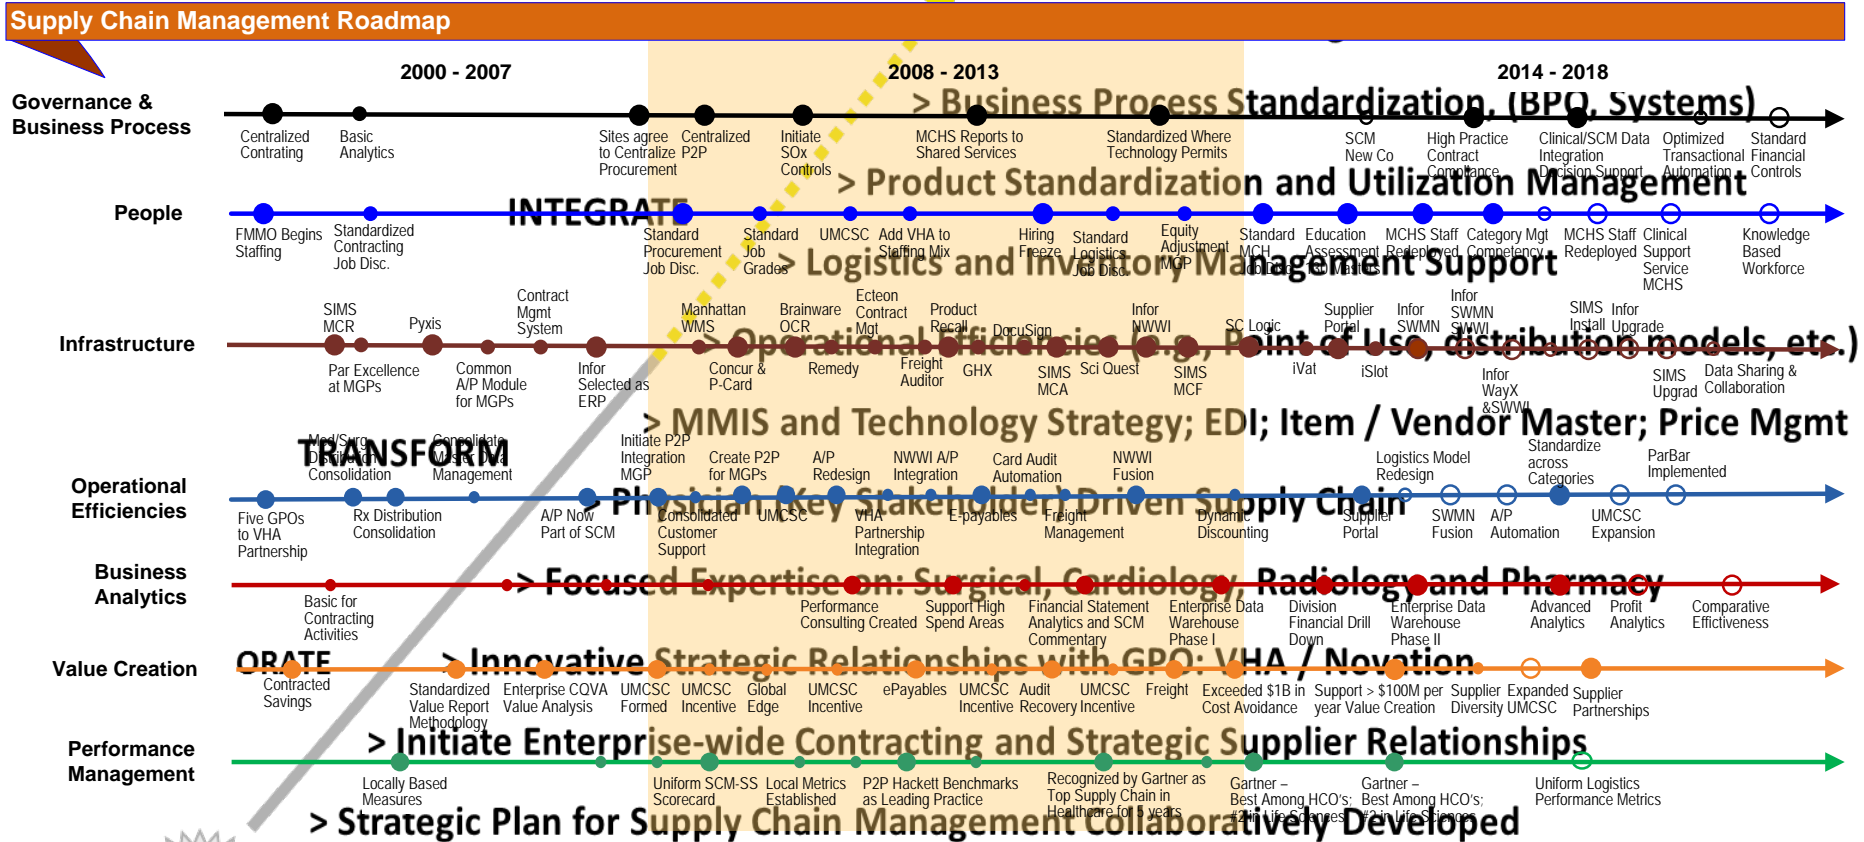 Supply Chain Management Roadmap
2000 - 2007
2008 - 2013
2014 - 2018
Governance &
Business Process
> Business Process Standardization, (BPO, Systems)
Centralized
Contrating
Basic
Analytics
Sites agree
to Centralize
Procurement
Centralized
P2P
Initiate
SOx
Controls
MCHS Reports to
Shared Services
Standardized Where
Technology Permits
SCM
New Co
High Practice
Contract
Compliance
Clinical/SCM Data
Integration
Decision Support
Optimized
Transactional
Automation
Standard
Financial
Controls
> Product Standardization and Utilization Management
People
INTEGRATE
FMMO Begins
Staffing
Standardized
Contracting
Job Disc.
Standard
Procurement
Job Disc.
Standard
Job
Grades
UMCSC
Add VHA to
Staffing Mix
Hiring
Freeze
Standard
Logistics
Job Disc.
Equity
Adjustment
MGP
Standard
MCH
Job Disc
Education
Assessment
130 Masters
MCHS Staff
Redeployed
Category Mgt
Competency
MCHS Staff
Redeployed
Clinical
Support
Service
MCHS
Knowledge
Based
Workforce
> Logistics and Inventory Management Support
Infrastructure
SIMS
MCR
Pyxis
Contract
Mgmt
System
Manhattan
WMS
Brainware
OCR
Ecteon
Contract
Mgt
Product
Recall
DocuSign
Infor
NWWI
SC Logic
Supplier
Portal
Infor
SWMN
Infor
SWMN
SWWI
SIMS
Install
Infor
Upgrade
> Operational Efficiencies (e.g., Point of Use, distribution models, etc.)
Par Excellence
at MGPs
Common
A/P Module
for MGPs
Infor
Selected as
ERP
Concur &
P-Card
Remedy
Freight
Auditor
GHX
SIMS
MCA
Sci Quest
SIMS
MCF
iVat
iSlot
Infor
WayX
&SWWI
SIMS
Upgrad
Data Sharing &
Collaboration
> MMIS and Technology Strategy; EDI; Item / Vendor Master; Price Mgmt
TRANSFORM
Operational
Efficiencies
Med/Surg
Distribution
Consolidation
Consolidate
Master Data
Management
Initiate P2P
Integration
MGP
Create P2P
for MGPs
A/P
Redesign
NWWI A/P
Integration
Card Audit
Automation
NWWI
Fusion
Logistics Model
Redesign
Standardize
across
Categories
ParBar
Implemented
> Physician (Key Stakeholder) Driven Supply Chain
Five GPOs
to VHA
Partnership
Rx Distribution
Consolidation
A/P Now
Part of SCM
Consolidated
Customer
Support
UMCSC
VHA
Partnership
Integration
E-payables
Freight
Management
Dynamic
Discounting
Supplier
Portal
SWMN
Fusion
A/P
Automation
UMCSC
Expansion
Business
Analytics
> Focused Expertise on: Surgical, Cardiology, Radiology and Pharmacy
Basic for
Contracting
Activities
Performance
Consulting Created
Support High
Spend Areas
Financial Statement
Analytics and SCM
Commentary
Enterprise Data
Warehouse
Phase I
Division
Financial Drill
Down
Enterprise Data
Warehouse
Phase II
Advanced
Analytics
Profit
Analytics
Comparative
Effictiveness
Value Creation
ORATE
> Innovative Strategic Relationships with GPO: VHA / Novation
Contracted
Savings
Standardized
Value Report
Methodology
Enterprise CQVA
Value Analysis
UMCSC
Formed
UMCSC
Incentive
Global
Edge
UMCSC
Incentive
ePayables
UMCSC
Incentive
Audit
Recovery
UMCSC
Incentive
Freight
Exceeded $1B in
Cost Avoidance
Support > $100M per
year Value Creation
Supplier
Diversity
Expanded
UMCSC
Supplier
Partnerships
> Initiate Enterprise-wide Contracting and Strategic Supplier Relationships
Performance
Management
Locally Based
Measures
Uniform SCM-SS
Scorecard
Local Metrics
Established
P2P Hackett Benchmarks
as Leading Practice
Recognized by Gartner as
Top Supply Chain in
Healthcare for 5 years
Gartner –
Best Among HCO's;
#2 in Life Sciences
Gartner –
Best Among HCO's;
#2 in Life Sciences
Uniform Logistics
Performance Metrics
> Strategic Plan for Supply Chain Management Collaboratively Developed